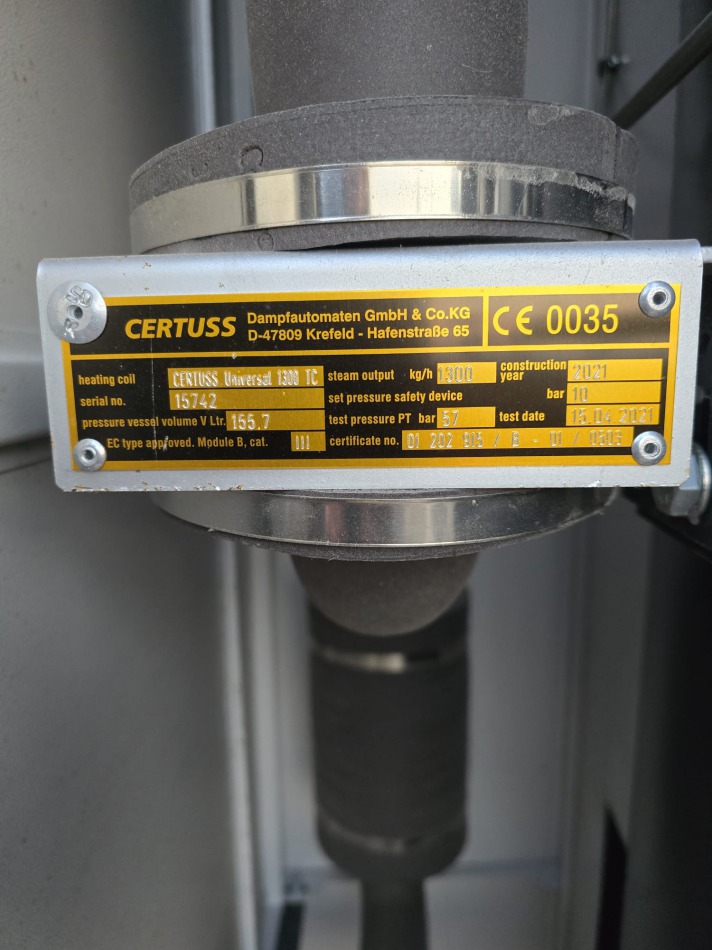 CERTUSS Dampfautomaten GmbH & Co.KG
D-47809 Krefeld - Hafenstraße 65
CE 0035
heating coil CERTUSS Universal 1300 TC steam output kg/h 1300 construction year 2021
serial no. 15742 set pressure safety device bar 10
pressure vessel volume V Ltr. 155.7 test pressure PT bar 57 test date 15.04.2021
EC type approved. Module B, cat. III certificate no. 01 202 915 / B - 01 / 0503